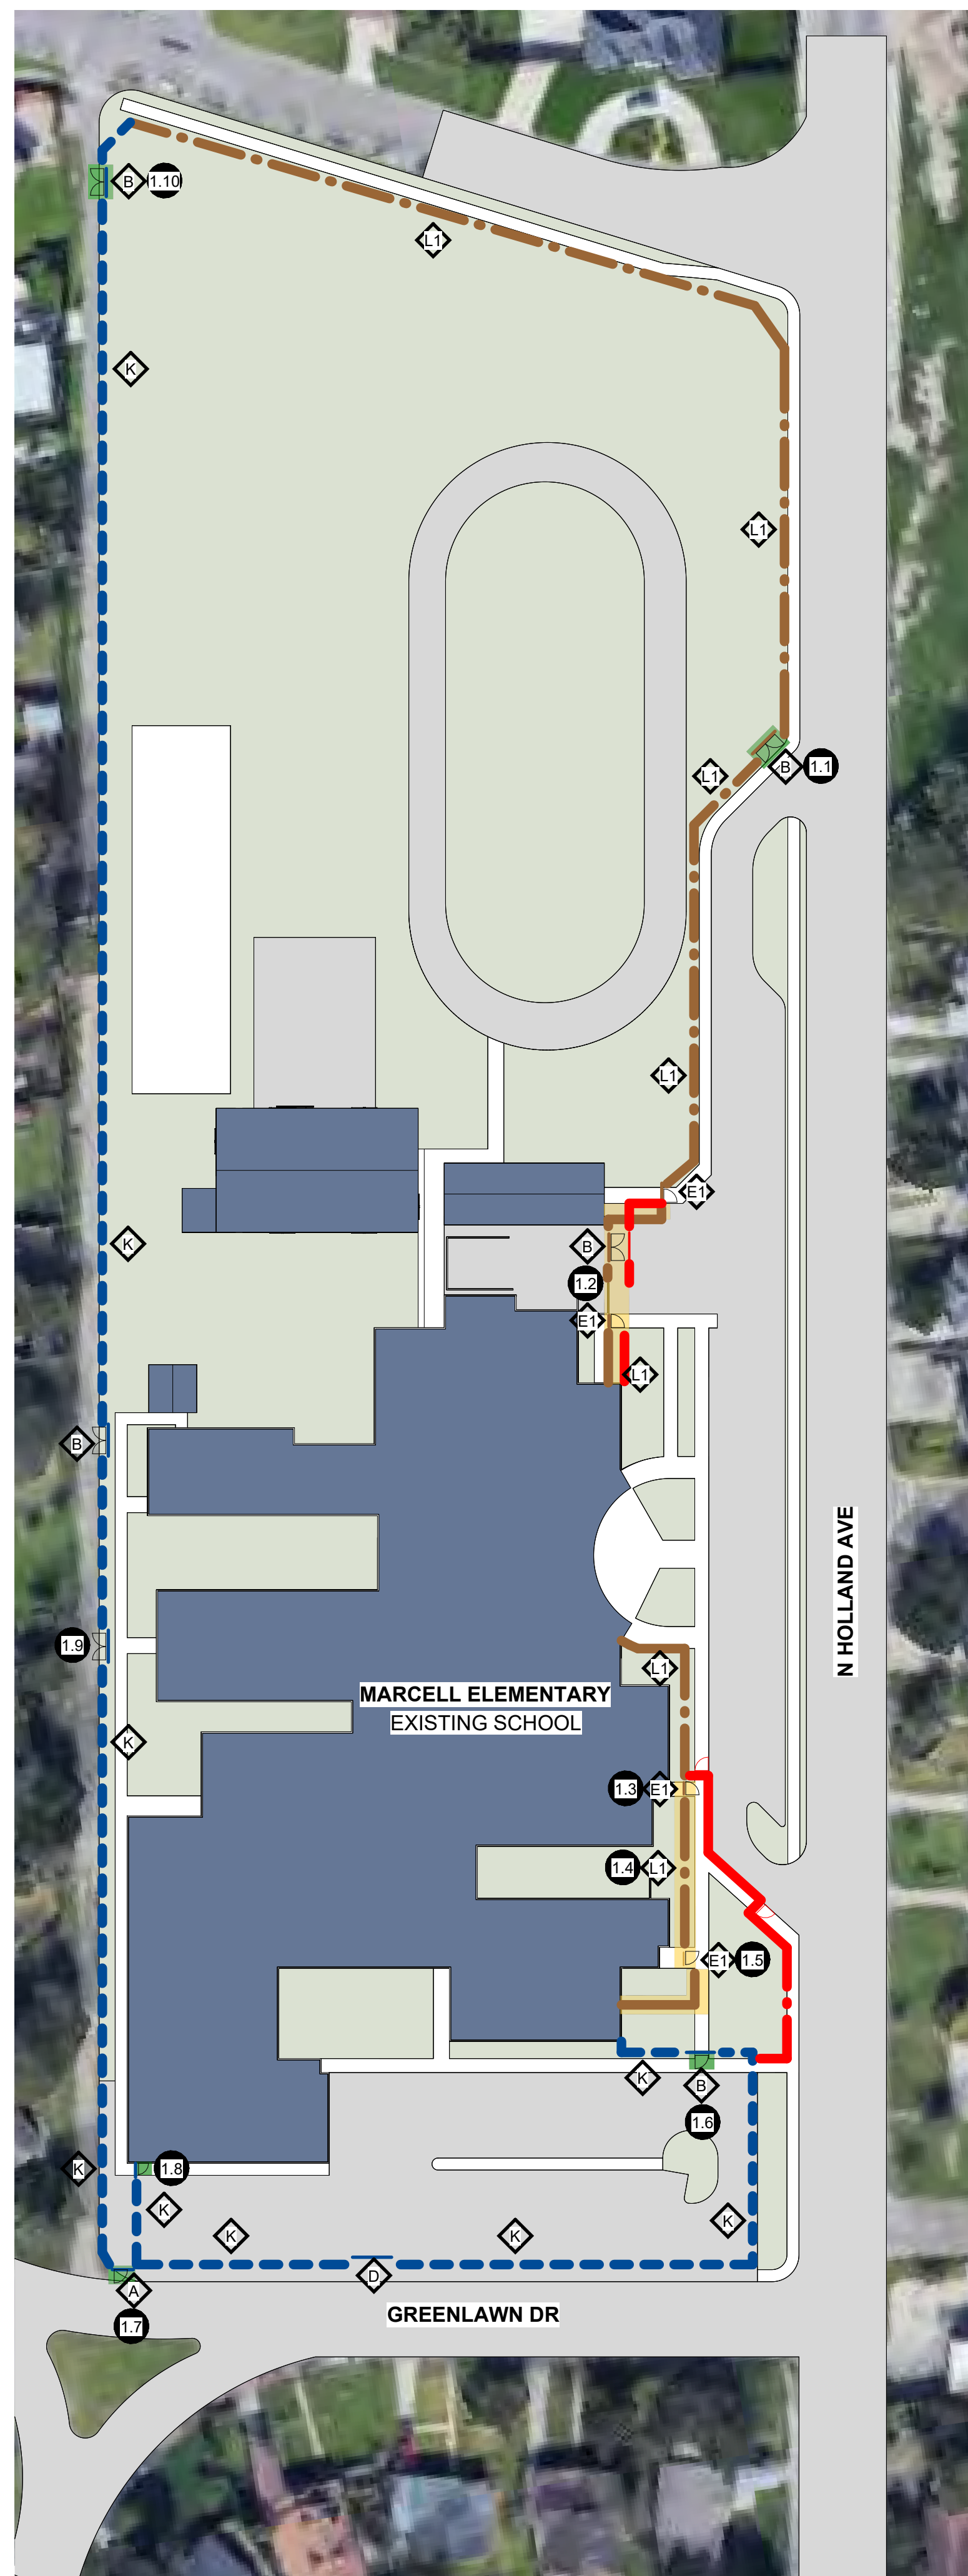 B 1.10
L1
K
L1
L1
B 1.1
L1
E1
K
B
1.2
E1
L1
B
N HOLLAND AVE
1.9
L1
MARCELL ELEMENTARY
EXISTING SCHOOL
K
1.3 E1
1.4 L1
E1 1.5
K
B
1.6
K
1.8
K
K
K
K
D
A
GREENLAWN DR
1.7